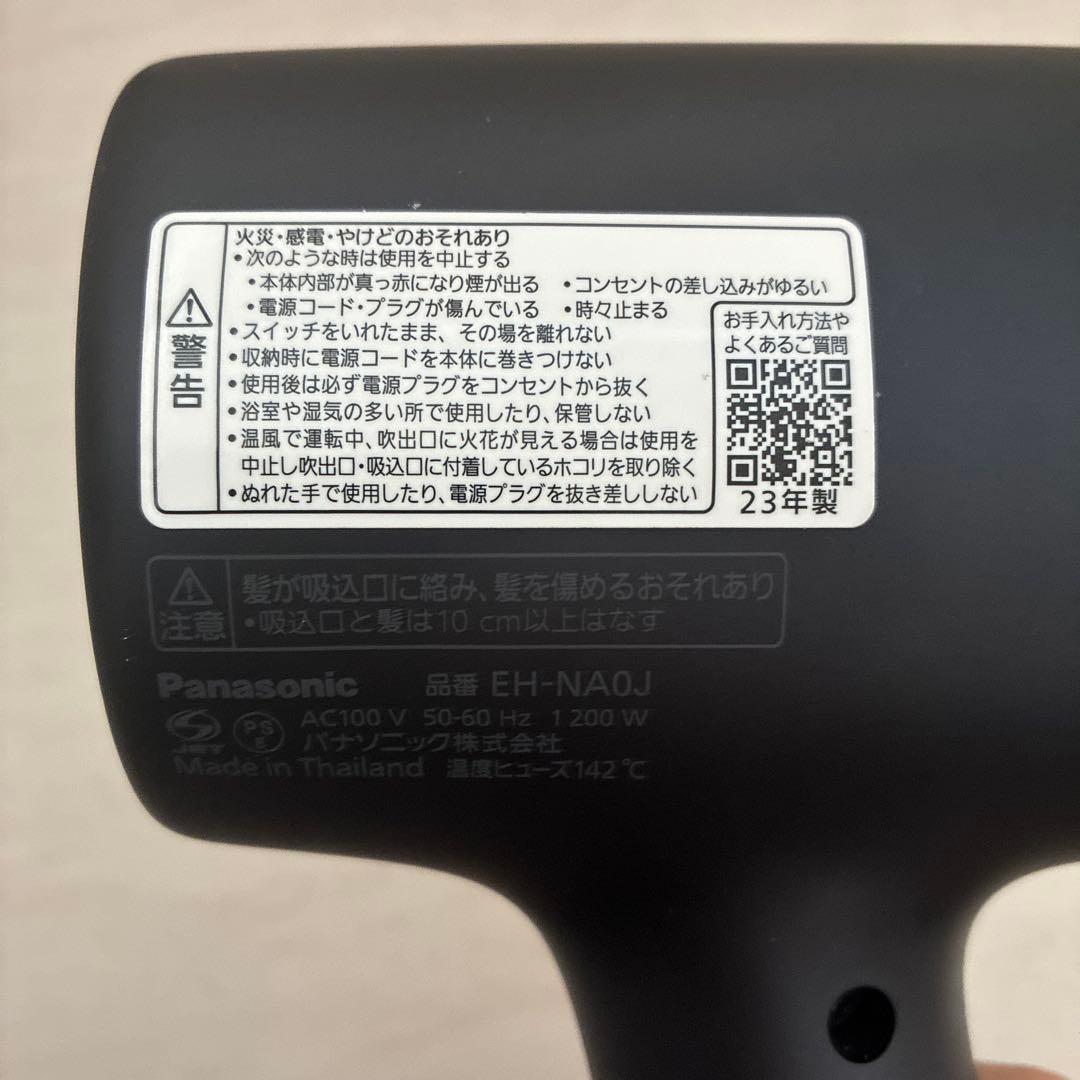 警告
火災・感電・やけどのおそれあり
•次のような時は使用を中止する
•本体内部が真っ赤になり煙が出る •コンセントの差し込みがゆるい
•電源コード・プラグが傷んでいる •時々止まる
•スイッチをいれたまま、その場を離れない
•収納時に電源コードを本体に巻きつけない
•使用後は必ず電源プラグをコンセントから抜く
•浴室や湿気の多い所で使用したり、保管しない
•温風で運転中、吹出口に火花が見える場合は使用を
中止し吹出口・吸込口に付着しているホコリを取り除く
•ぬれた手で使用したり、電源プラグを抜き差ししない
お手入れ方法や
よくあるご質問
23年製
注意
髪が吸込口に絡み、髪を傷めるおそれあり
•吸込口と髪は10 cm以上はなす
Panasonic 品番 EH-NA0J
AC100 V 50-60 Hz 1 200 W
JET PS E パナソニック株式会社
Made in Thailand 温度ヒューズ142℃